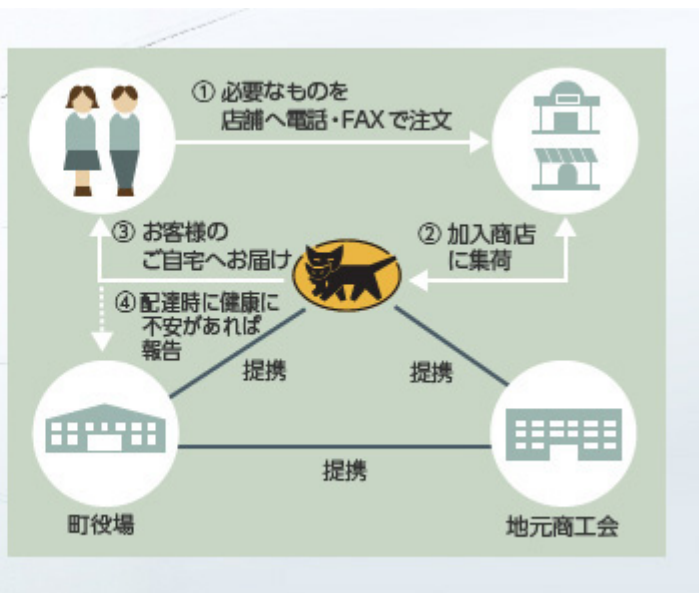 ① 必要なものを
店舗へ電話・FAXで注文
③ お客様の
ご自宅へお届け
② 加入商店
に集荷
④配達時に健康に
不安があれば
報告
提携
提携
提携
町役場
地元商工会